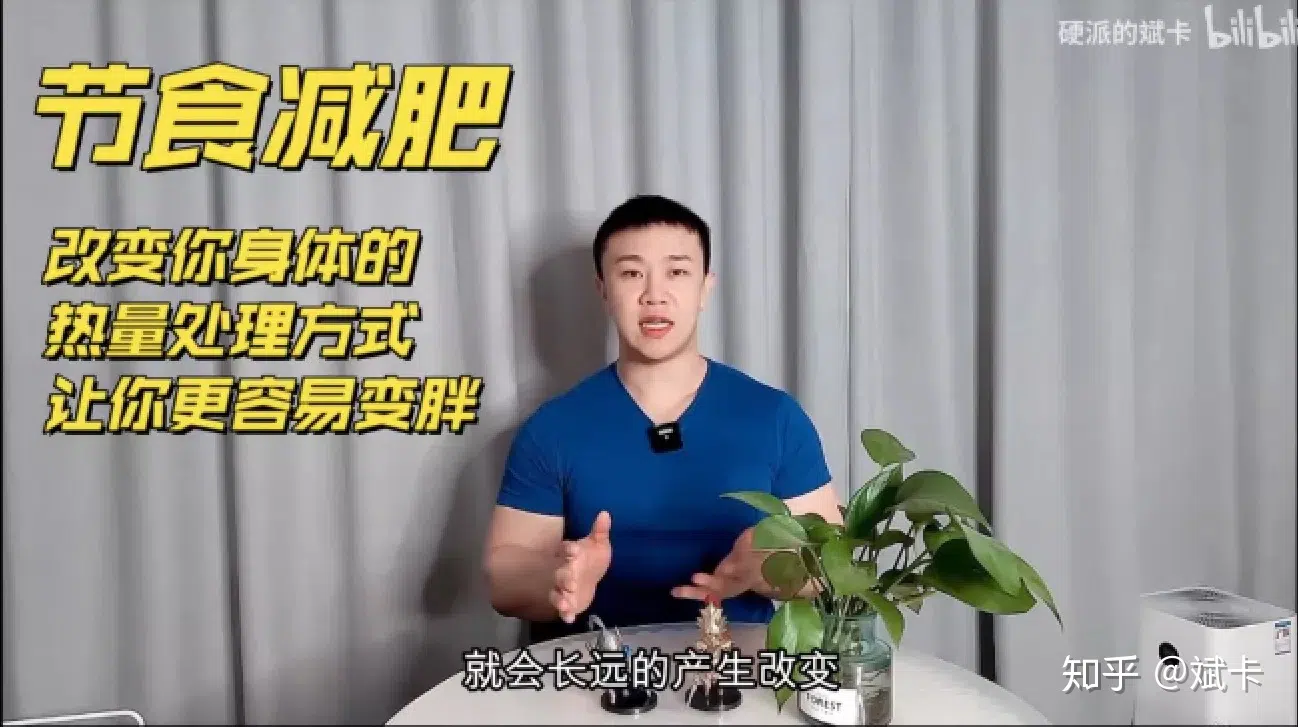 硬派的斌卡 bilibili
节食减肥
改变你身体的
热量处理方式
让你更容易变胖
就会长远的产生改变
FOREST
知乎 @斌卡